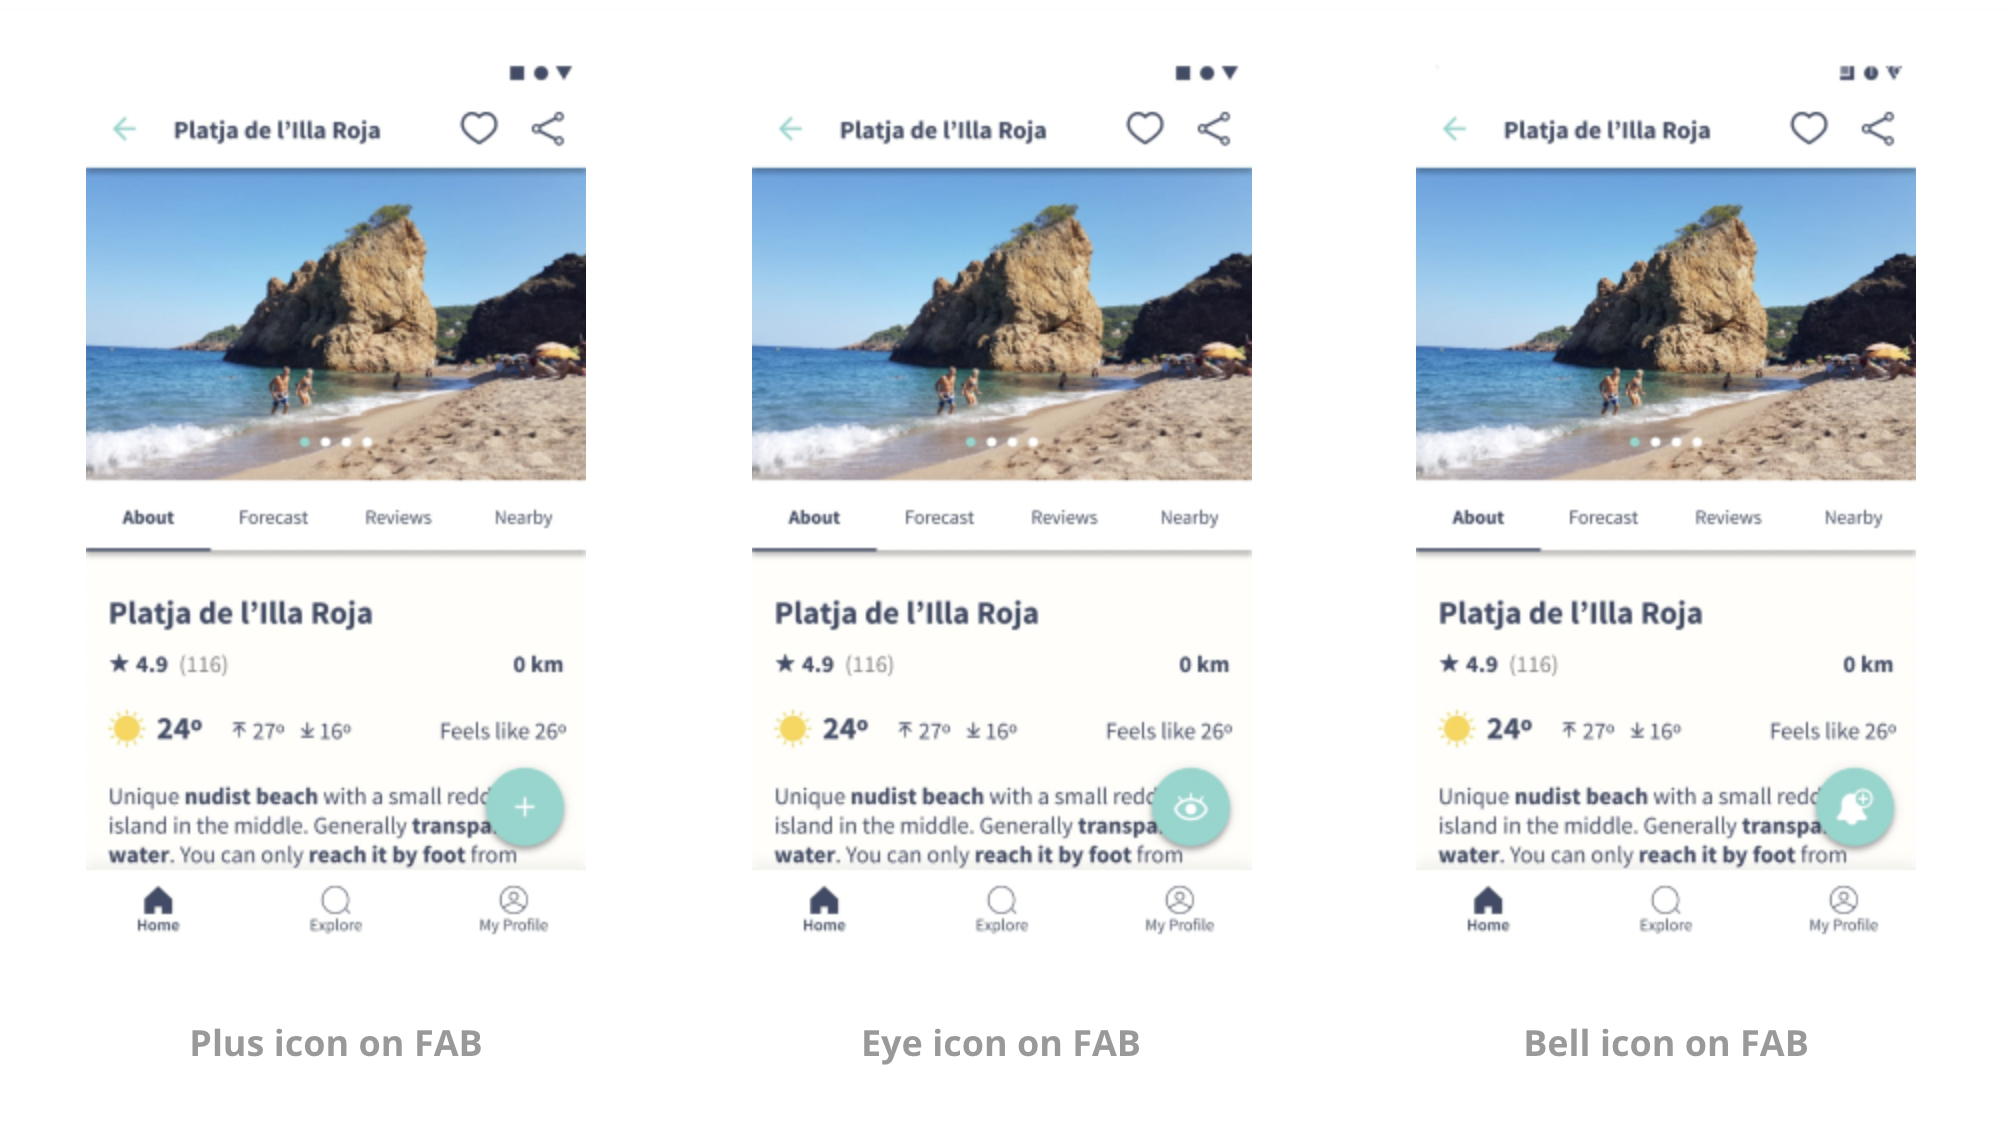 Platja de l'Illa Roja
About Forecast Reviews Nearby
Platja de l'Illa Roja
★ 4.9 (116) 0 km
24º 27º 16º Feels like 26º
Unique nudist beach with a small redd
island in the middle. Generally transpa
water. You can only reach it by foot from
Home Explore My Profile
Plus icon on FAB
Platja de l'Illa Roja
About Forecast Reviews Nearby
Platja de l'Illa Roja
★ 4.9 (116) 0 km
24º 27º 16º Feels like 26º
Unique nudist beach with a small redd
island in the middle. Generally transpa
water. You can only reach it by foot from
Home Explore My Profile
Eye icon on FAB
Platja de l'Illa Roja
About Forecast Reviews Nearby
Platja de l'Illa Roja
★ 4.9 (116) 0 km
24º 27º 16º Feels like 26º
Unique nudist beach with a small redd
island in the middle. Generally transpa
water. You can only reach it by foot from
Home Explore My Profile
Bell icon on FAB